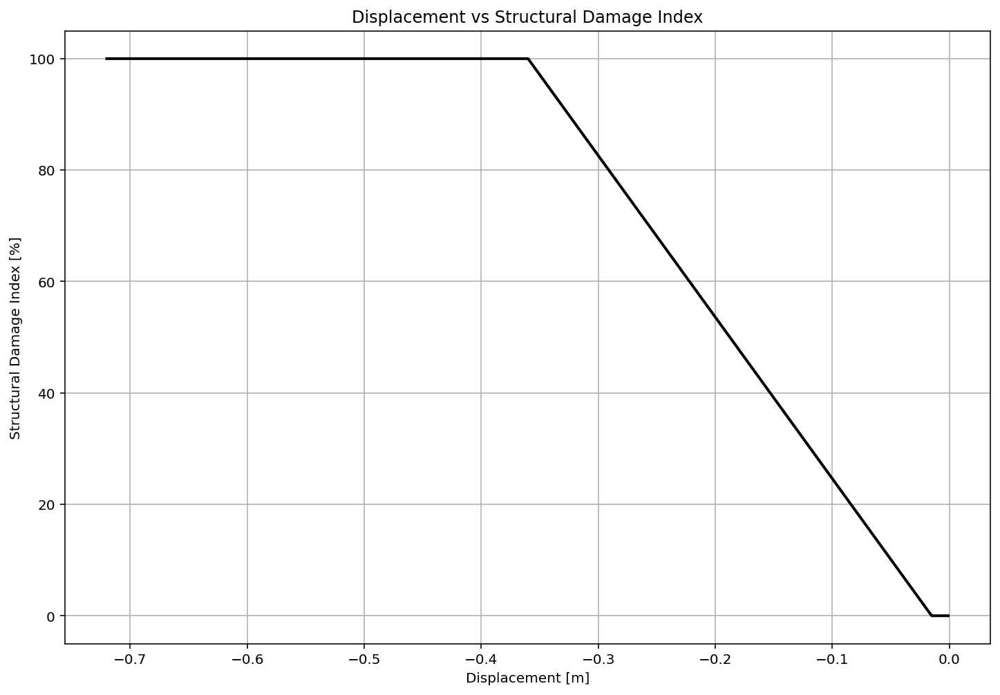 Displacement vs Structural Damage Index
100
80
60
40
20
0
Structural Damage Index [%]
−0.7 −0.6 −0.5 −0.4 −0.3 −0.2 −0.1 0.0
Displacement [m]